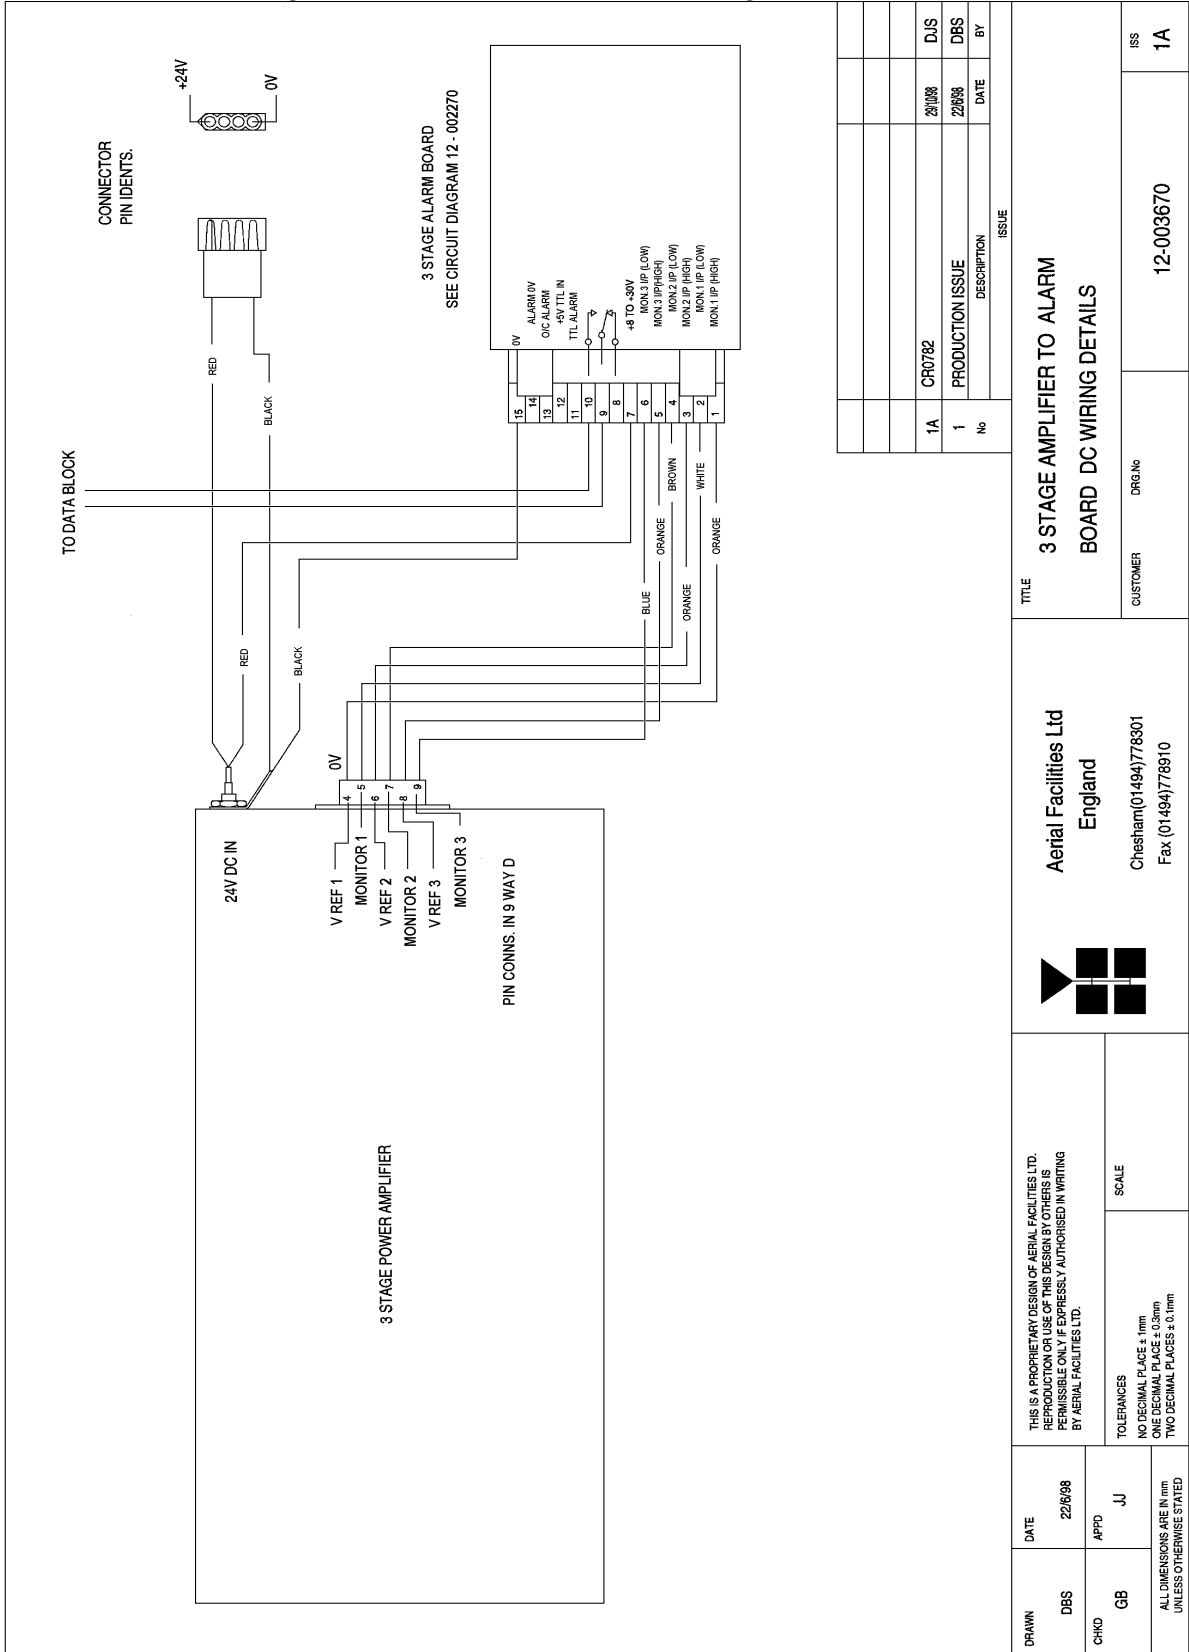 CONNECTOR
PIN IDENTS.
+24V
0V
RED
BLACK
TO DATA BLOCK
RED
BLACK
3 STAGE ALARM BOARD
SEE CIRCUIT DIAGRAM 12 - 002270
0V
ALARM 0V
O/C ALARM
+5V TTL IN
TTL ALARM
+8 TO +30V
MON.3 I/P (LOW)
MON.3 I/P(HIGH)
MON.2 I/P (LOW)
MON.2 I/P (HIGH)
MON.1 I/P (LOW)
MON.1 I/P (HIGH)
15
14
13
12
11
10
9
8
7
6
5
4
3
2
1
BLUE
ORANGE
BROWN
ORANGE
WHITE
ORANGE
24V DC IN
0V
4
5
6
7
8
9
V REF 1
MONITOR 1
V REF 2
MONITOR 2
V REF 3
MONITOR 3
PIN CONNS. IN 9 WAY D
3 STAGE POWER AMPLIFIER
1A CR0782 29/10/98 DJS
1 PRODUCTION ISSUE 22/6/98 DBS
No DESCRIPTION DATE BY
ISSUE
DRAWN
DBS
DATE
22/6/98
CHKD
GB
APPD
JJ
ALL DIMENSIONS ARE IN mm
UNLESS OTHERWISE STATED
THIS IS A PROPRIETARY DESIGN OF AERIAL FACILITIES LTD.
REPRODUCTION OR USE OF THIS DESIGN BY OTHERS IS
PERMISSIBLE ONLY IF EXPRESSLY AUTHORISED IN WRITING
BY AERIAL FACILITIES LTD.
TOLERANCES
NO DECIMAL PLACE ± 1mm
ONE DECIMAL PLACE ± 0.3mm
TWO DECIMAL PLACES ± 0.1mm
SCALE
Aerial Facilities Ltd
England
Chesham(01494)778301
Fax (01494)778910
TITLE
3 STAGE AMPLIFIER TO ALARM
BOARD DC WIRING DETAILS
CUSTOMER
DRG.No
12-003670
ISS
1A